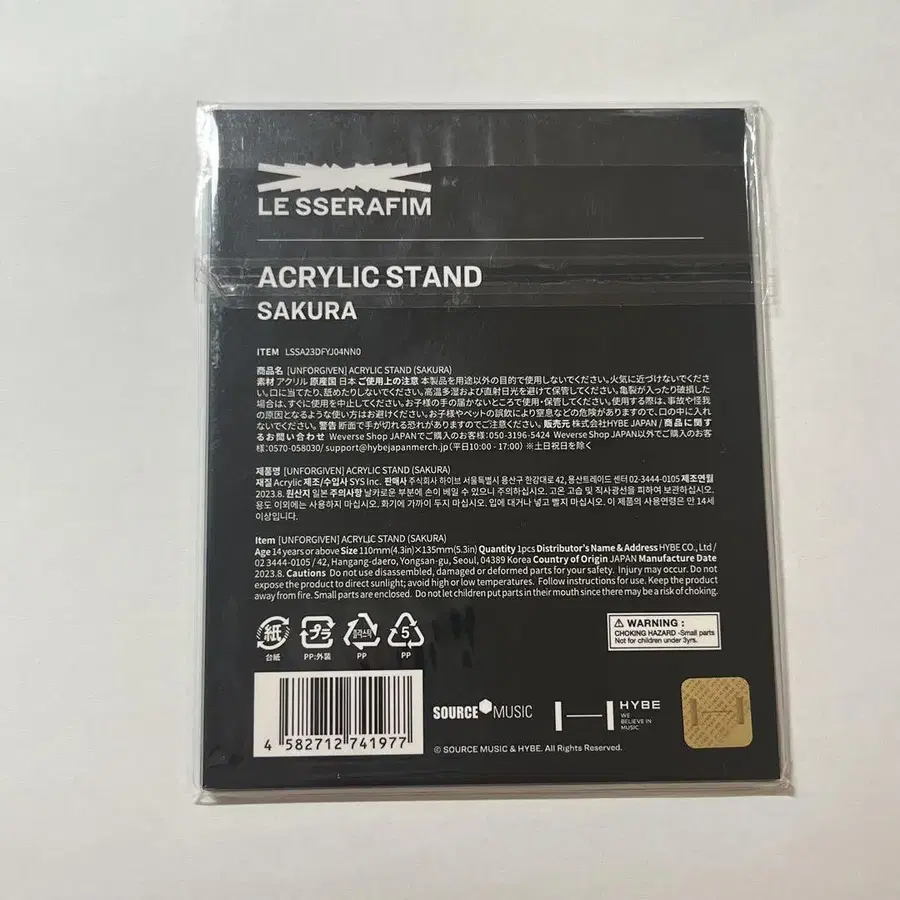 LE SSERAFIM
ACRYLIC STAND
SAKURA
ITEM LSSA23DFYJ04NN0
商品名 [UNFORGIVEN] ACRYLIC STAND (SAKURA)
素材 アクリル 原産国 日本 ご使用上の注意 本製品を用途以外の目的で使用しないでください。火気に近づけないでくださ
い。口に当てたり、舐めたりしないでください。高温多湿および直射日光を避けて保管してください。亀裂が入ったり破損した
場合は、すぐに使用を中止してください。お子様の手の届かないところで使用・保管してください。使用する際は、事故や怪我
の原因となるような使い方はお避けください。お子様やペットの誤飲により窒息などの危険がありますので、口の中に入れ
ないでください。警告 断面で手が切れる恐れがありますのでご注意ください。 販売元 株式会社HYBE JAPAN / 商品に関す
るお問い合わせ Weverse Shop JAPANでご購入のお客様:050-3196-5424 Weverse Shop JAPAN以外でご購入のお客
様:0570-058030/ support@hybejapanmerch.jp(平日10:00 - 17:00) ※土日祝日を除く
제품명 [UNFORGIVEN] ACRYLIC STAND (SAKURA)
재질 Acrylic 제조/수입사 SYS Inc. 판매사 주식회사 하이브 서울특별시 용산구 한강대로 42, 용산트레이드 센터 02-3444-0105 제조연월
2023.8. 원산지 일본 주의사항 날카로운 부분에 손이 베일 수 있으니 주의하십시오. 고온 고습 및 직사광선을 피하여 보관하십시오.
용도 이외에는 사용하지 마십시오. 화기에 가까이 두지 마십시오. 입에 대거나 넣고 빨지 마십시오. 이 제품의 사용연령은 만 14세
이상입니다.
Item [UNFORGIVEN] ACRYLIC STAND (SAKURA)
Age 14 years or above Size 110mm(4.3in)×135mm(5.3in) Quantity 1pcs Distributor's Name & Address HYBE CO., Ltd /
02 3444-0105 / 42, Hangang-daero, Yongsan-gu, Seoul, 04389 Korea Country of Origin JAPAN Manufacture Date
2023.8. Cautions Do not use disassembled, damaged or deformed parts for your safety. Injury may occur. Do not
expose the product to direct sunlight; avoid high or low temperatures. Follow instructions for use. Keep the product
away from fire. Small parts are enclosed. Do not let children put parts in their mouth since there may be a risk of choking.
紙 プラ 플라스틱 5
台紙 PP:外装 PP PP
WARNING :
CHOKING HAZARD -Small parts
Not for children under 3yrs.
4 582712 741977
SOURCE MUSIC
HYBE
WE
BELIEVE IN
MUSIC
© SOURCE MUSIC & HYBE. All Rights Reserved.